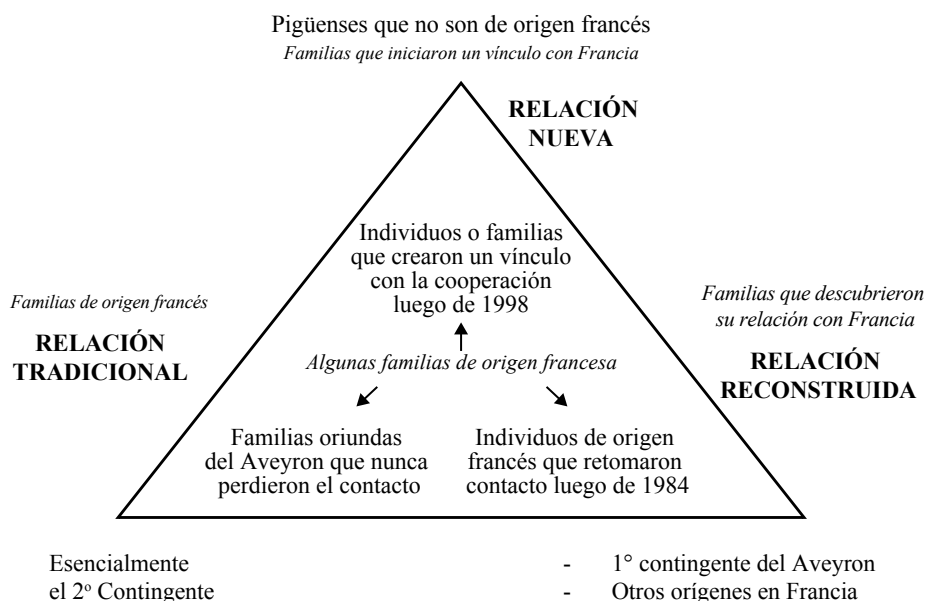 Pigüenses que no son de origen francés
Familias que iniciaron un vínculo con Francia
RELACIÓN
NUEVA
Individuos o familias
que crearon un vínculo
con la cooperación
luego de 1998
Familias de origen francés
RELACIÓN
TRADICIONAL
Familias que descubrieron
su relación con Francia
RELACIÓN
RECONSTRUIDA
Algunas familias de origen francesa
Familias oriundas
del Aveyron que nunca
perdieron el contacto
Individuos de origen
francés que retomaron
contacto luego de 1984
Esencialmente
el 2º Contingente
- 1° contingente del Aveyron
- Otros orígenes en Francia